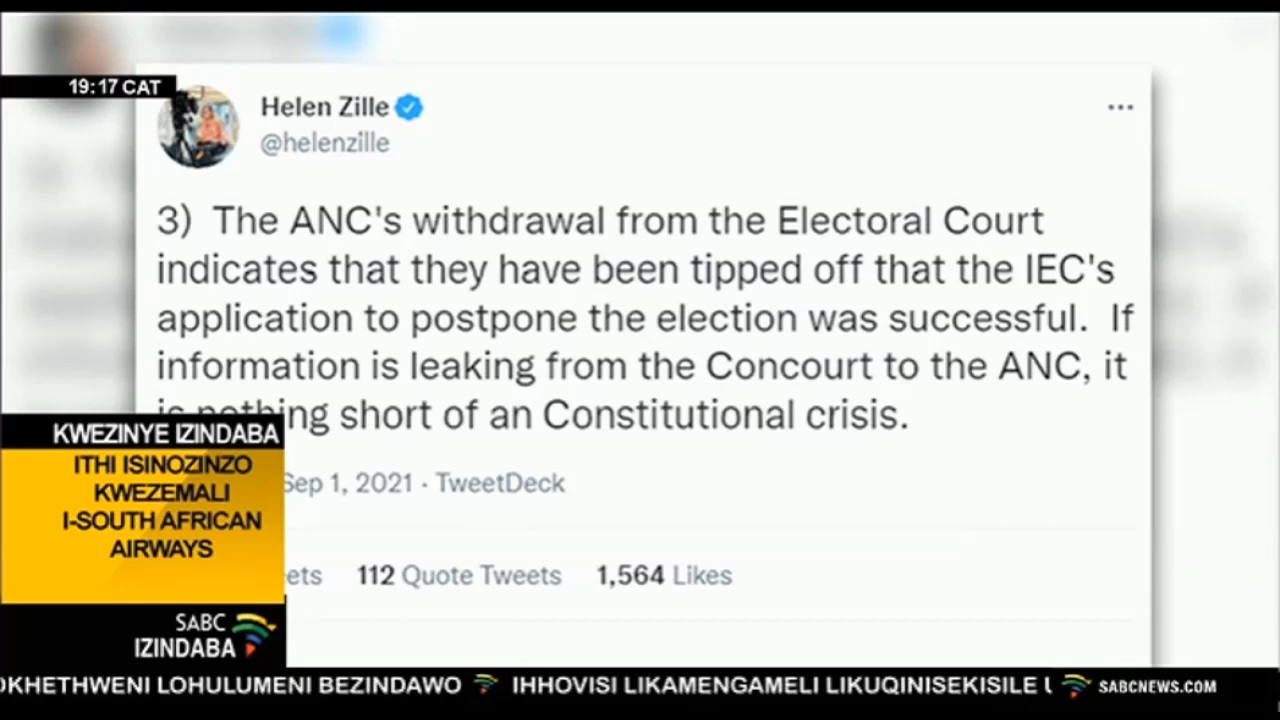 19:17 CAT
Helen Zille
@helenzille
3) The ANC's withdrawal from the Electoral Court
indicates that they have been tipped off that the IEC's
application to postpone the election was successful. If
information is leaking from the Concourt to the ANC, it
is nothing short of an Constitutional crisis.
Sep 1, 2021 · TweetDeck
112 Quote Tweets 1,564 Likes
KWEZINYE IZINDABA
ITHI ISINOZINZO
KWEZEMALI
I-SOUTH AFRICAN
AIRWAYS
SABC
IZINDABA
OKHETHWENI LOHULUMENI BEZINDAWO IHHOVISI LIKAMENGAMELI LIKUQINISEKISILE SABCNEWS.COM